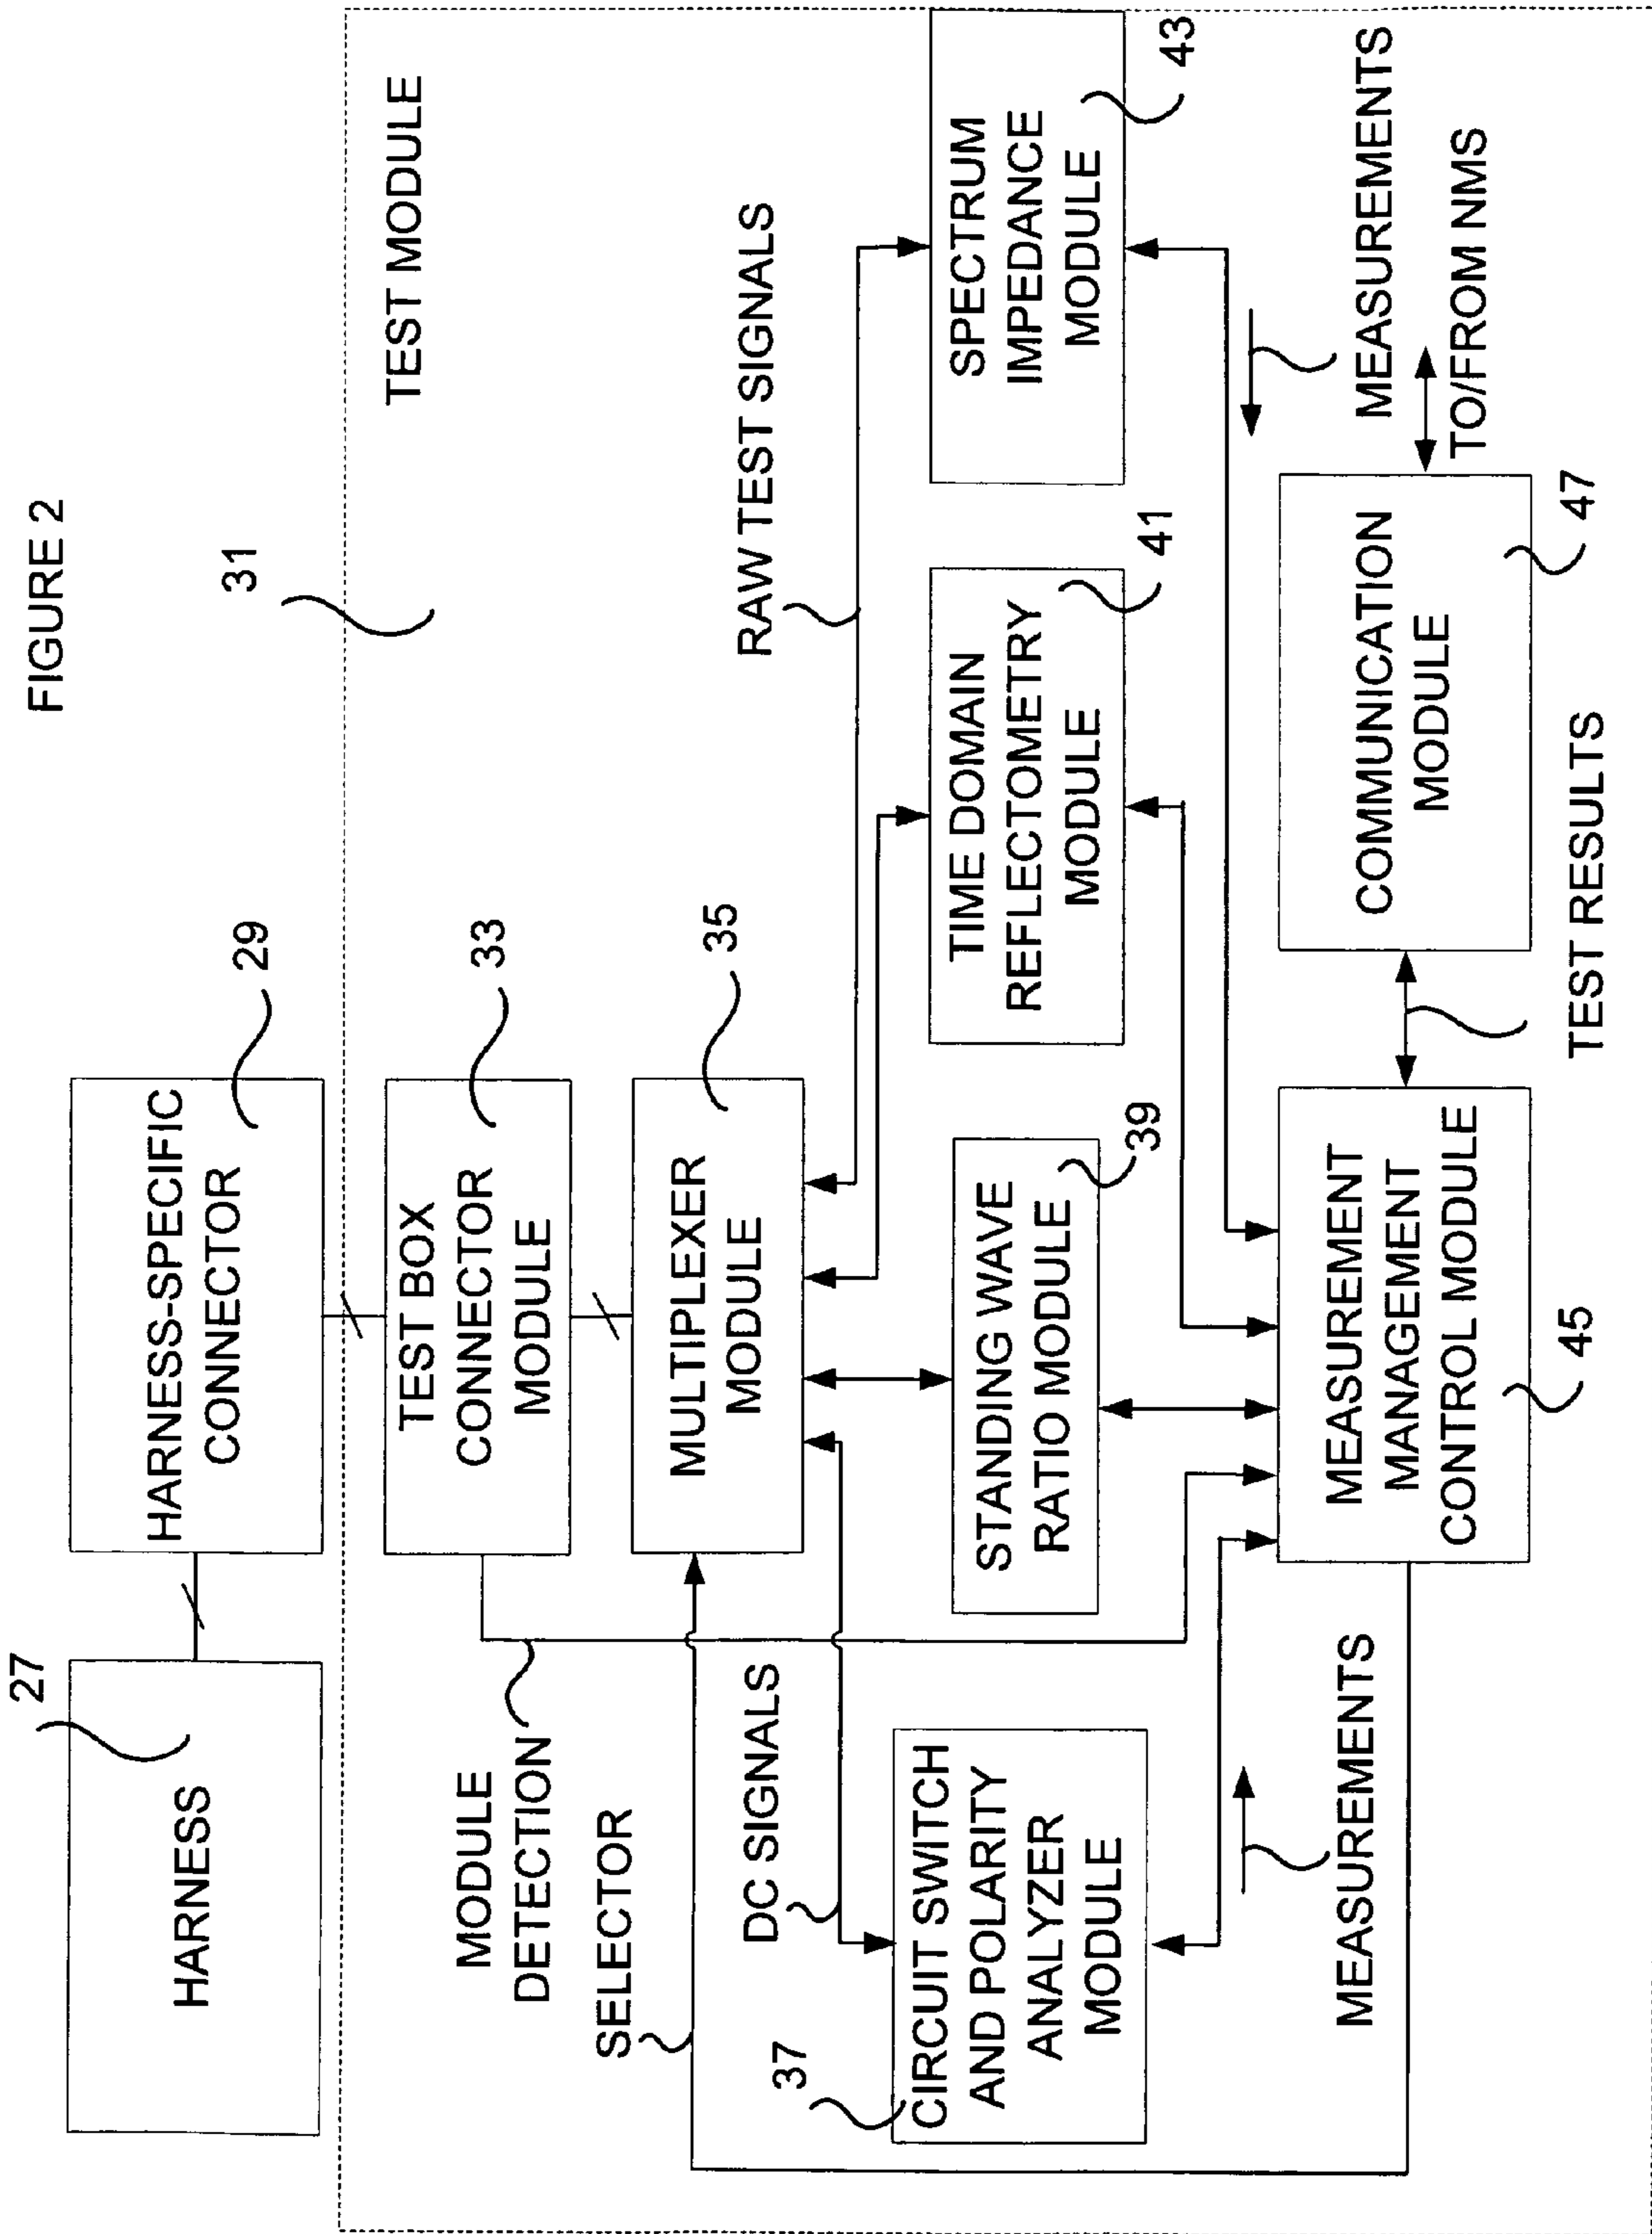 FIGURE 2
27
HARNESS
HARNESS-SPECIFIC
CONNECTOR
29
31
TEST MODULE
TEST BOX
CONNECTOR
MODULE
33
MODULE
DETECTION
SELECTOR
MULTIPLEXER
MODULE
35
DC SIGNALS
RAW TEST SIGNALS
37
CIRCUIT SWITCH
AND POLARITY
ANALYZER
MODULE
STANDING WAVE
RATIO MODULE
39
TIME DOMAIN
REFLECTOMETRY
MODULE
41
SPECTRUM
IMPEDANCE
MODULE
43
MEASUREMENTS
MEASUREMENT
MANAGEMENT
CONTROL MODULE
45
TEST RESULTS
COMMUNICATION
MODULE
47
MEASUREMENTS
TO/FROM NMS